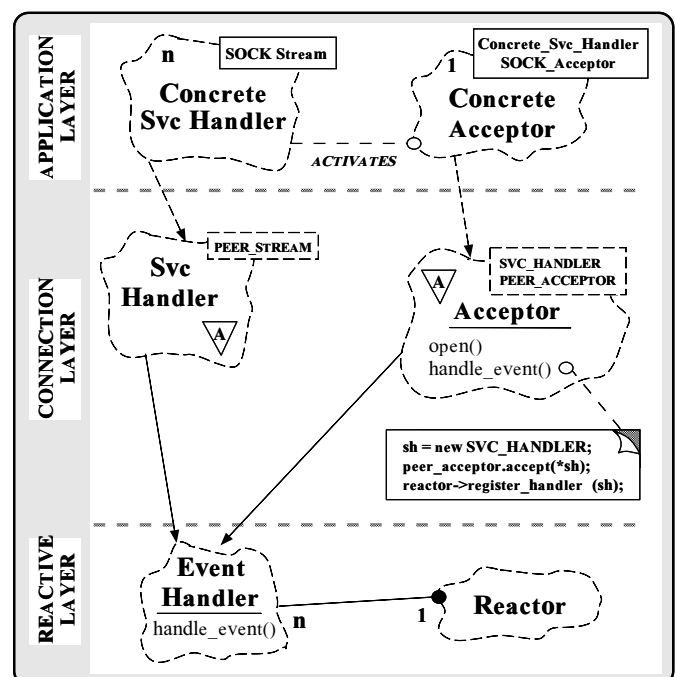 APPLICATION
LAYER
n
SOCK Stream
Concrete
Svc Handler
ACTIVATES
1
Concrete_Svc_Handler
SOCK_Acceptor
Concrete
Acceptor
CONNECTION
LAYER
PEER_STREAM
Svc
Handler
A
SVC_HANDLER
PEER_ACCEPTOR
A
Acceptor
open()
handle_event()
sh = new SVC_HANDLER;
peer_acceptor.accept(*sh);
reactor->register_handler (sh);
REACTIVE
LAYER
Event
Handler
handle_event()
n
1
Reactor